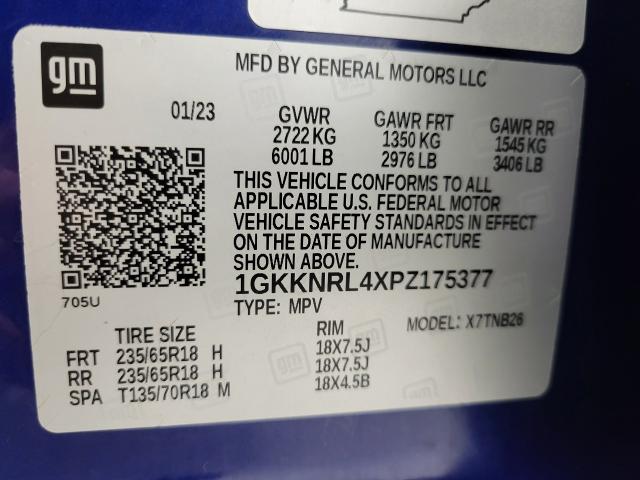 gm
MFD BY GENERAL MOTORS LLC
01/23
GVWR GAWR FRT GAWR RR
2722 KG 1350 KG 1545 KG
6001 LB 2976 LB 3406 LB
THIS VEHICLE CONFORMS TO ALL
APPLICABLE U.S. FEDERAL MOTOR
VEHICLE SAFETY STANDARDS IN EFFECT
ON THE DATE OF MANUFACTURE
SHOWN ABOVE.
1GKKNRL4XPZ175377
705U
TYPE: MPV MODEL: X7TNB26
TIRE SIZE RIM
FRT 235/65R18 H 18X7.5J
RR 235/65R18 H 18X7.5J
SPA T135/70R18 M 18X4.5B